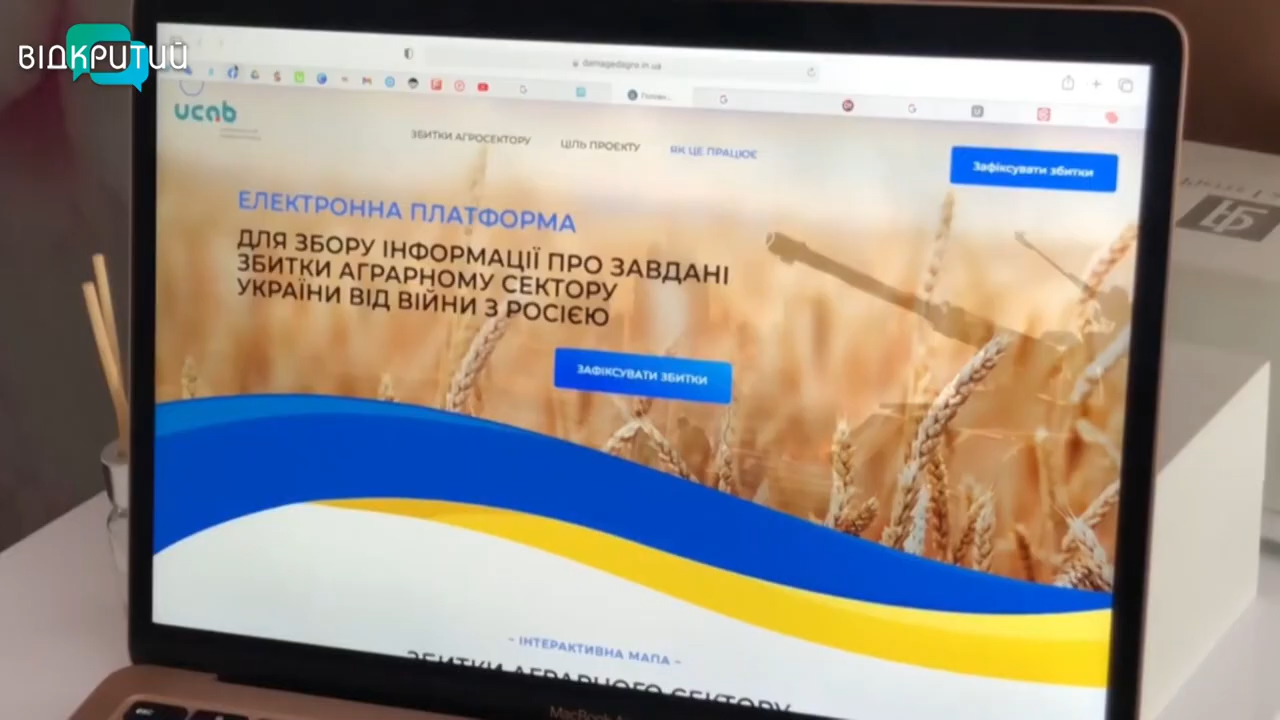 ВІДКРИТИЙ
damagedagro.in.ua
ucab
ЗБИТКИ АГРОСЕКТОРУ
ЦІЛЬ ПРОЄКТУ
ЯК ЦЕ ПРАЦЮЄ
Зафіксувати збитки
ЕЛЕКТРОННА ПЛАТФОРМА
ДЛЯ ЗБОРУ ІНФОРМАЦІЇ ПРО ЗАВДАНІ
ЗБИТКИ АГРАРНОМУ СЕКТОРУ
УКРАЇНИ ВІД ВІЙНИ З РОСІЄЮ
ЗАФІКСУВАТИ ЗБИТКИ
– ІНТЕРАКТИВНА МАПА –
ЗБИТКИ АГРАРНОГО СЕКТОРУ
MacBook
esc